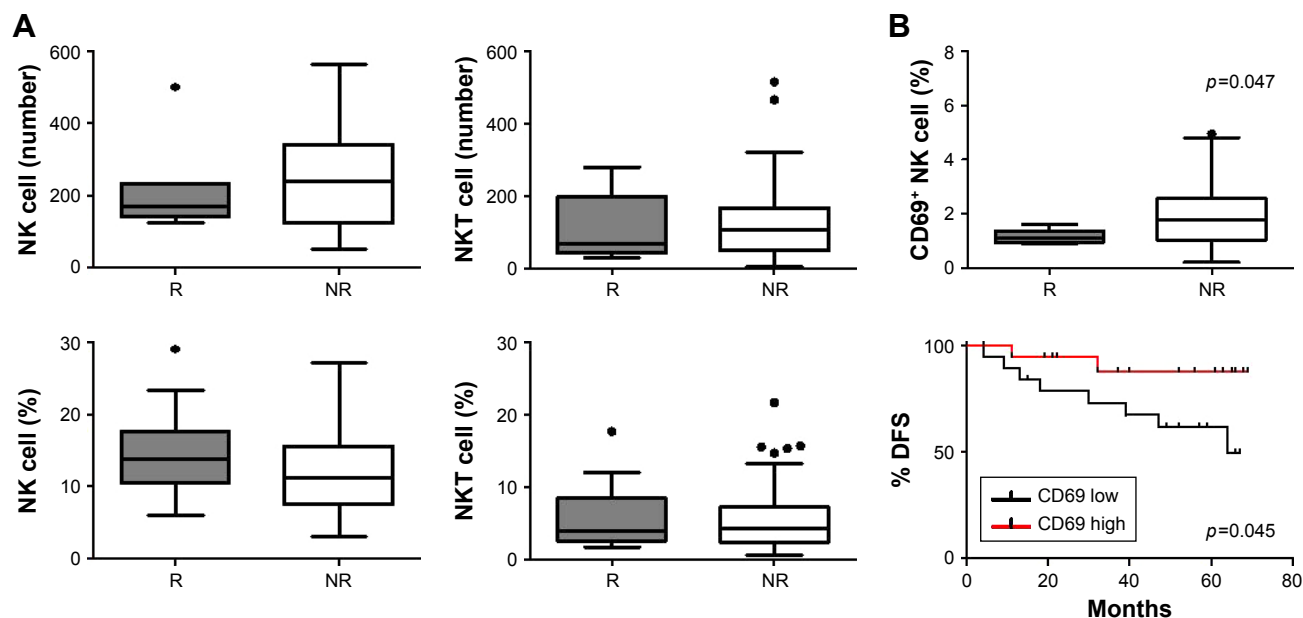 A
NK cell (number)
600
400
200
0
R NR
NKT cell (number)
600
400
200
0
R NR
B
CD69⁺ NK cell (%)
8
6
4
2
0
p=0.047
R NR
NK cell (%)
30
20
10
0
R NR
NKT cell (%)
30
20
10
0
R NR
% DFS
100
50
0
CD69 low
CD69 high
p=0.045
0 20 40 60 80
Months